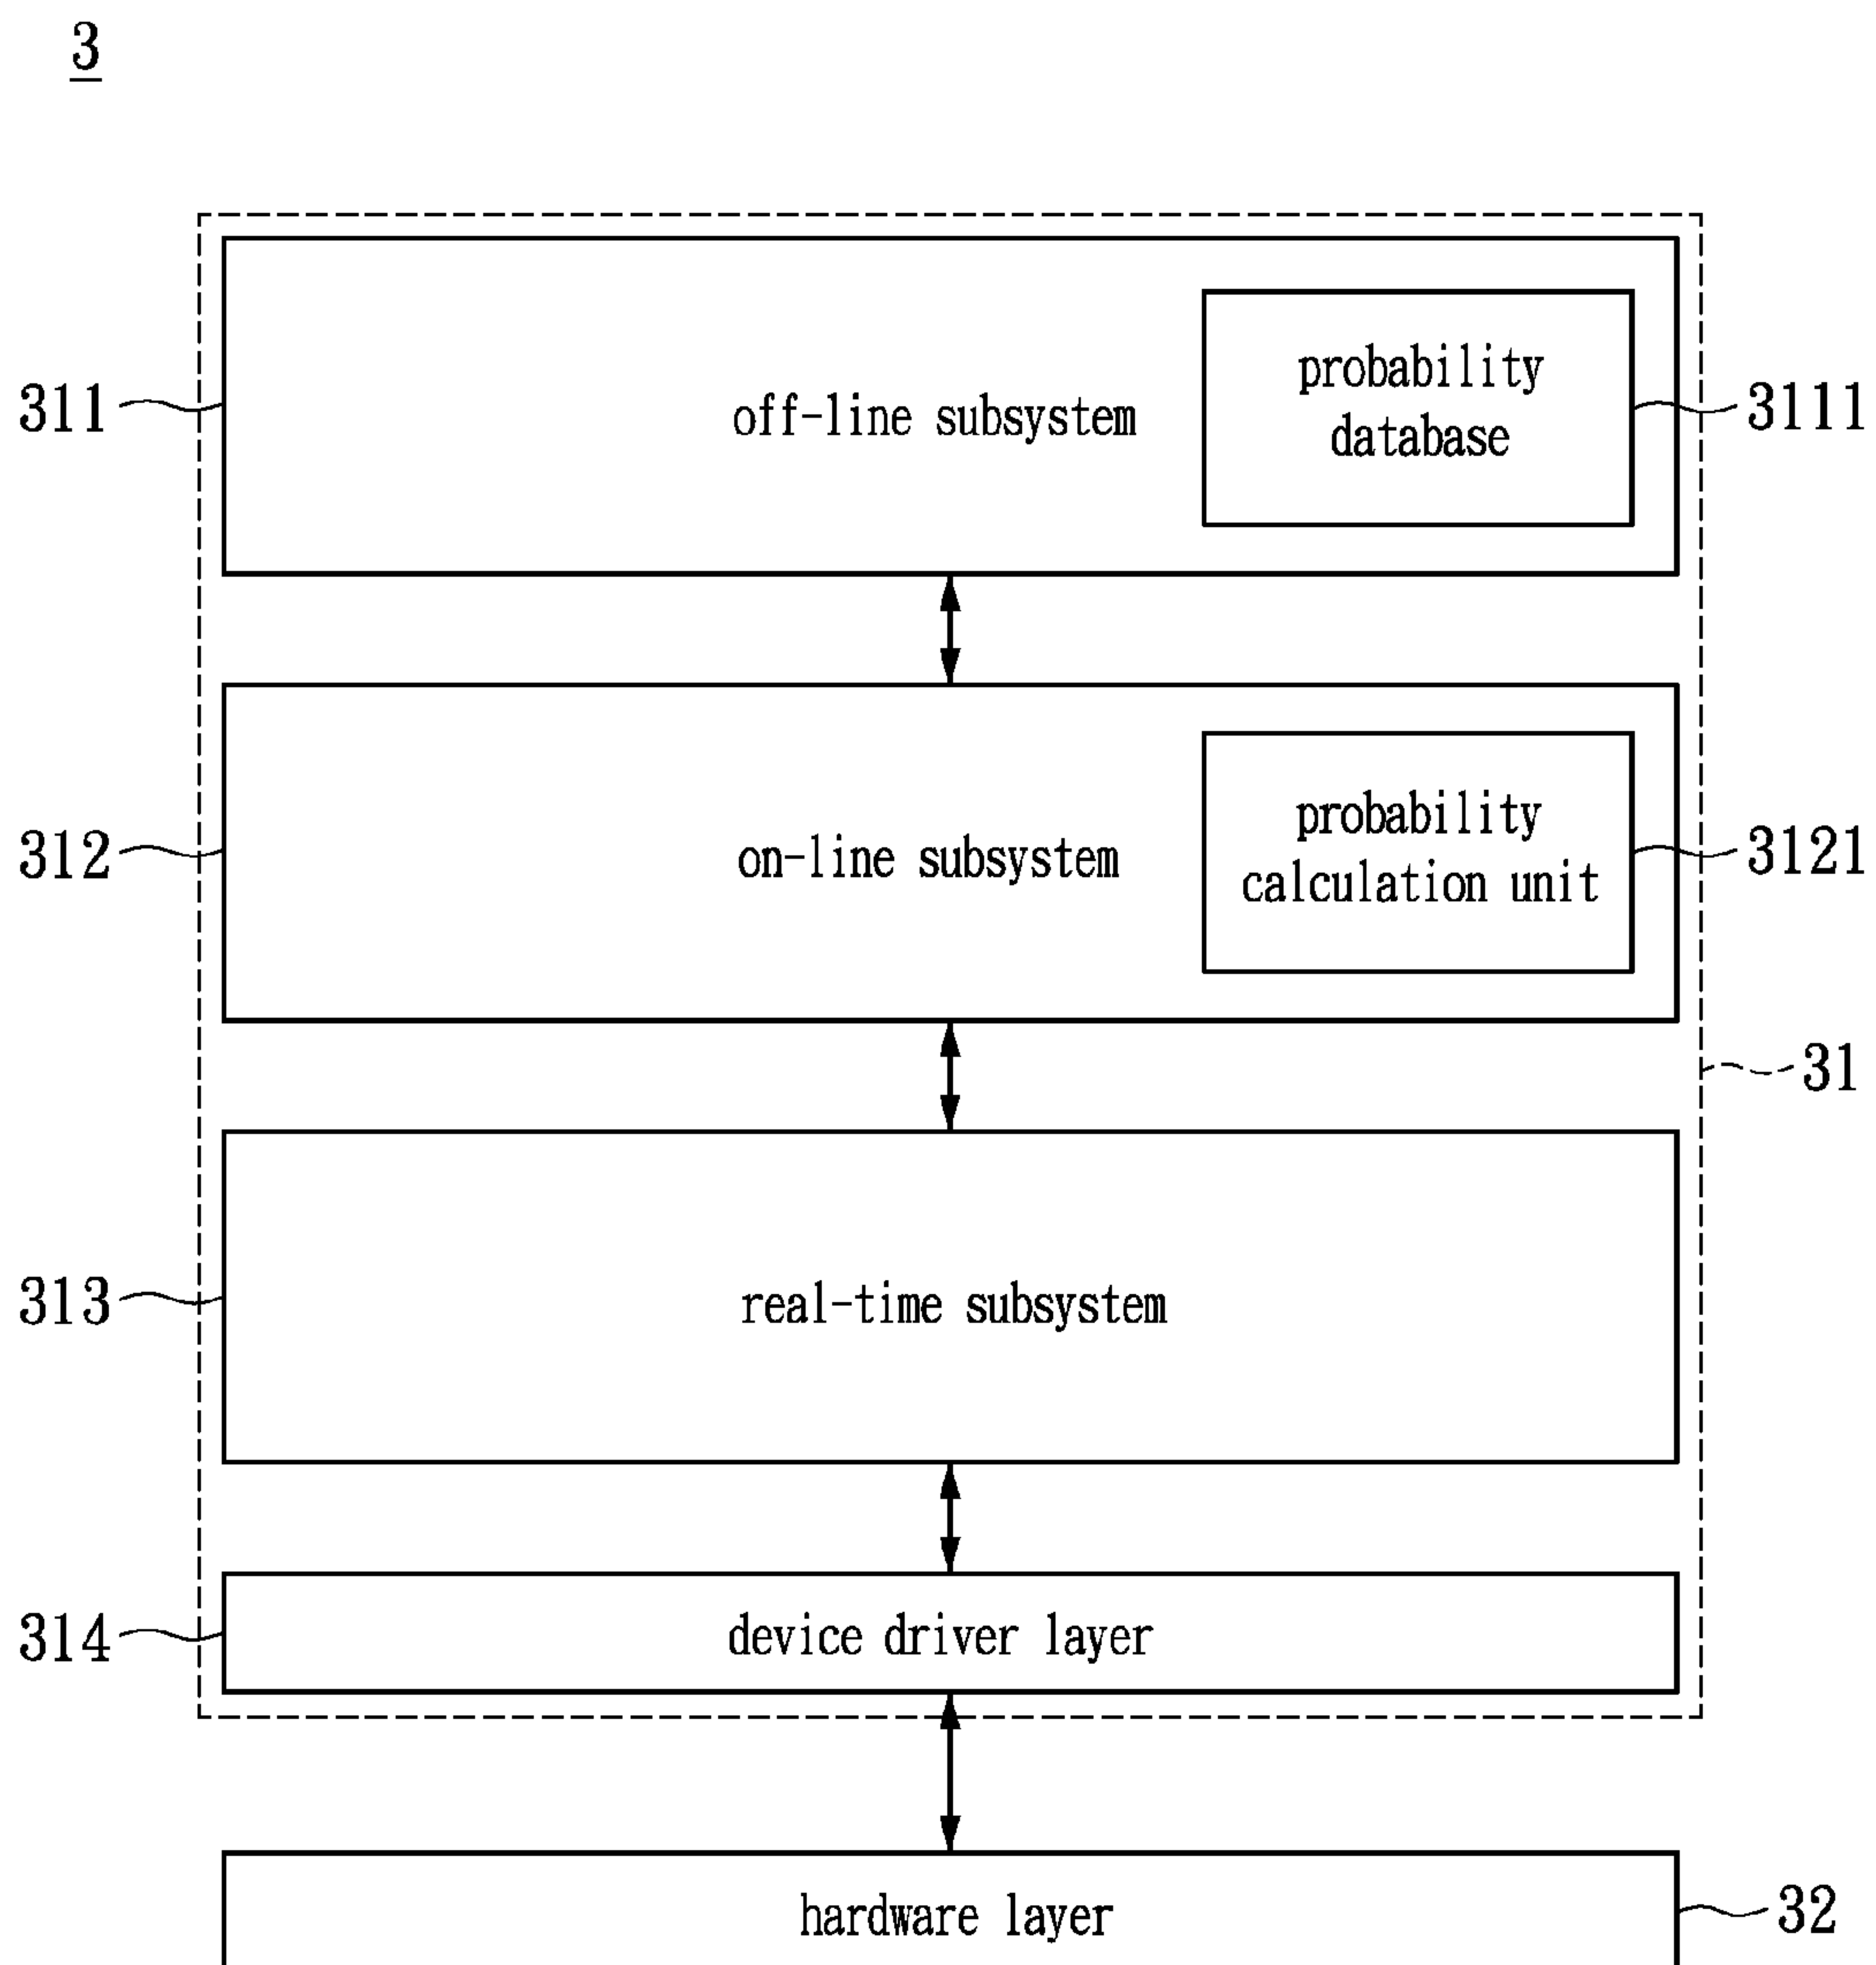 3
probability
database
311
off-line subsystem
3111
probability
calculation unit
312
on-line subsystem
3121
31
313
real-time subsystem
314
device driver layer
hardware layer
32